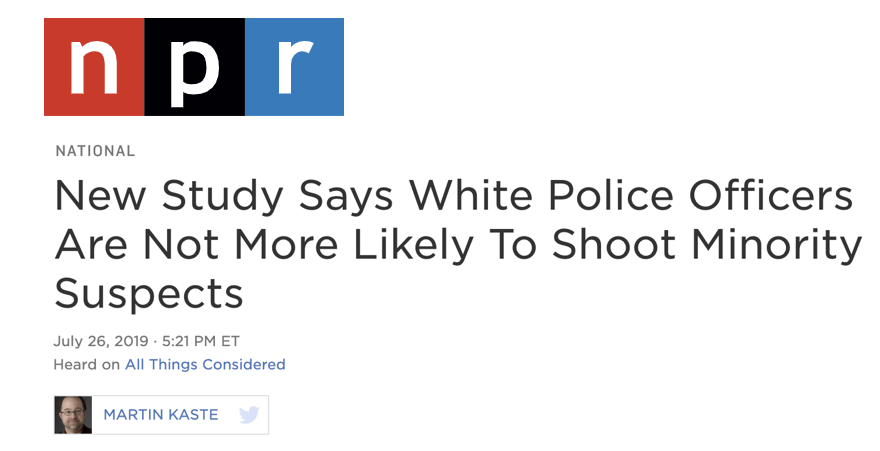 npr
NATIONAL
New Study Says White Police Officers
Are Not More Likely To Shoot Minority
Suspects
July 26, 2019 · 5:21 PM ET
Heard on All Things Considered
MARTIN KASTE